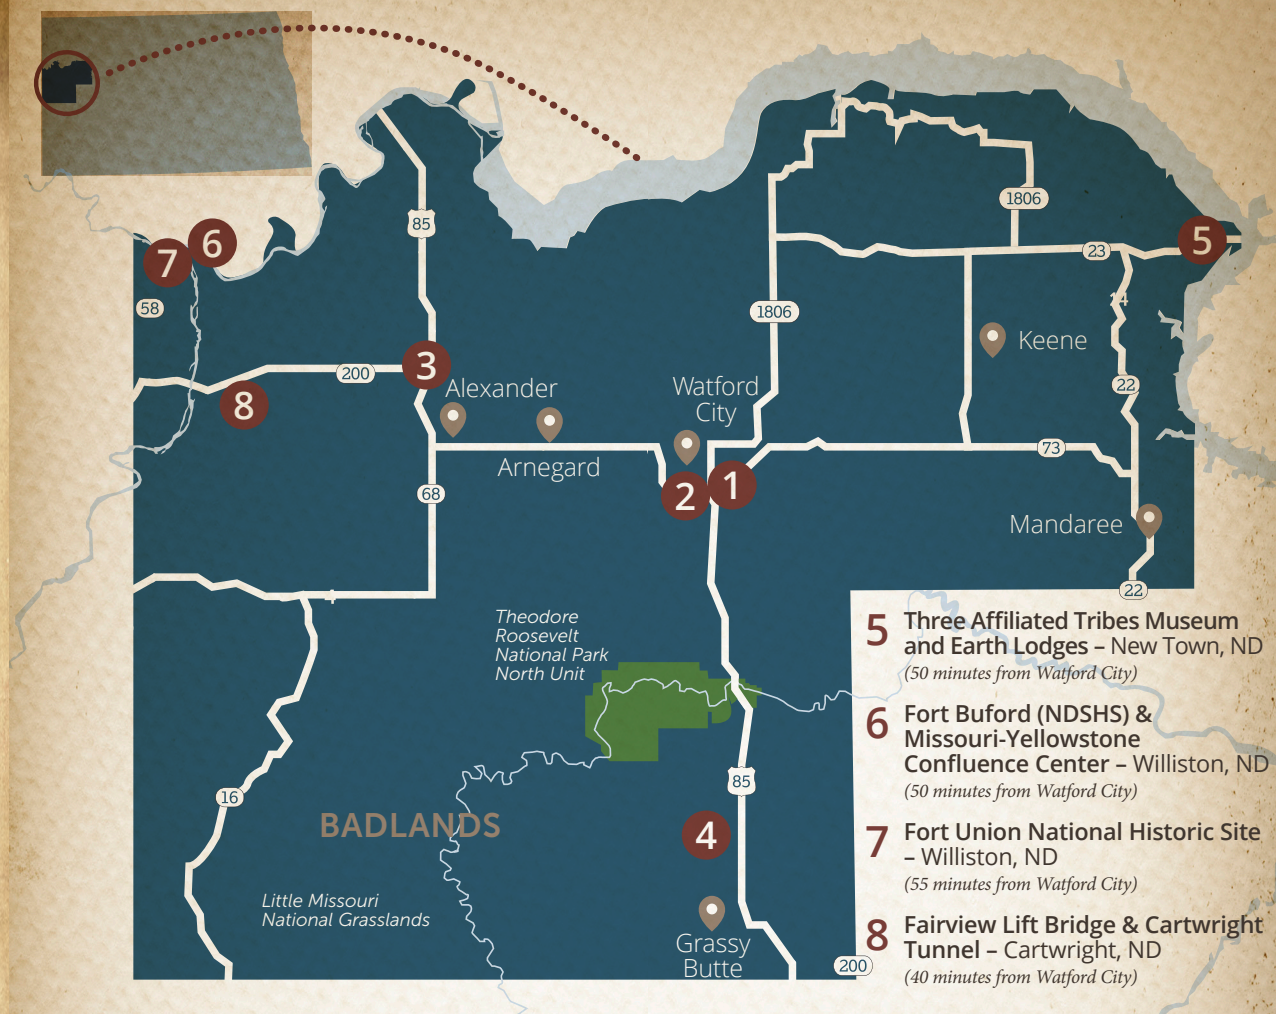 6
7
5
85
1806
23
58
14
1806
Keene
3
200
22
Alexander
Watford
City
8
Arnegard
73
2
1
68
Mandaree
4
22
Theodore
Roosevelt
National Park
North Unit
85
16
BADLANDS
4
Little Missouri
National Grasslands
Grassy
Butte
200
5 Three Affiliated Tribes Museum
and Earth Lodges – New Town, ND
(50 minutes from Watford City)
6 Fort Buford (NDSHS) &
Missouri-Yellowstone
Confluence Center – Williston, ND
(50 minutes from Watford City)
7 Fort Union National Historic Site
– Williston, ND
(55 minutes from Watford City)
8 Fairview Lift Bridge & Cartwright
Tunnel – Cartwright, ND
(40 minutes from Watford City)